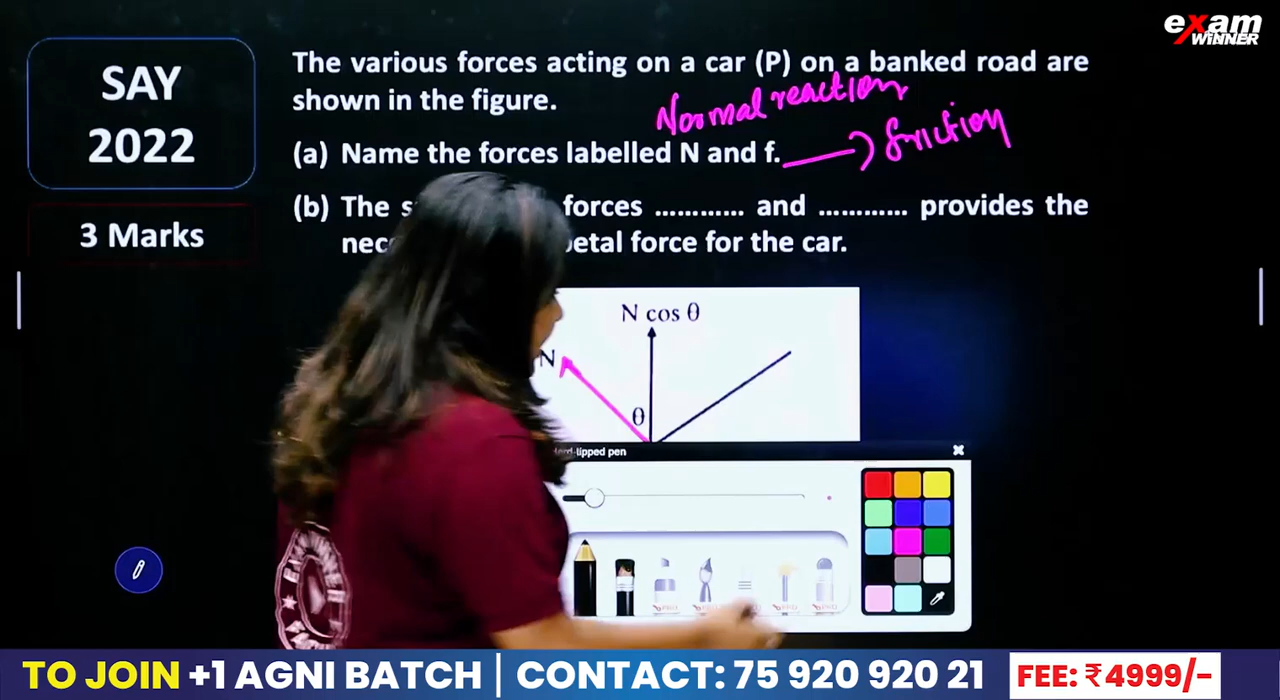 exam
WINNER
SAY
2022
3 Marks
The various forces acting on a car (P) on a banked road are
shown in the figure.
Normal reaction
(a) Name the forces labelled N and f.
friction
(b) The forces ............ and ............ provides the
force for the car.
N cos θ
N
θ
pen
TO JOIN +1 AGNI BATCH | CONTACT: 75 920 920 21
FEE: ₹4999/-